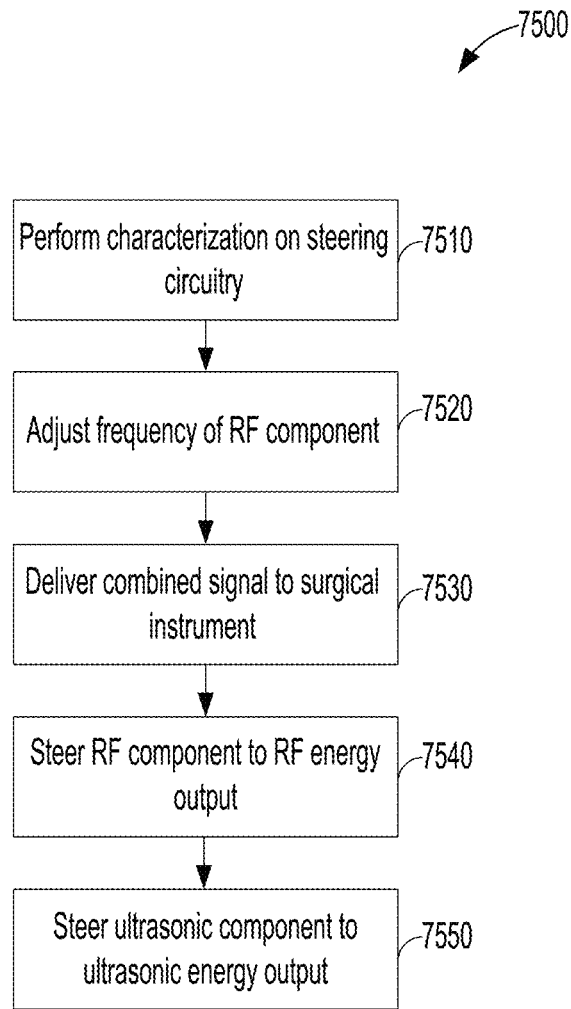 7500
Perform characterization on steering
circuitry
7510
Adjust frequency of RF component
7520
Deliver combined signal to surgical
instrument
7530
Steer RF component to RF energy
output
7540
Steer ultrasonic component to
ultrasonic energy output
7550